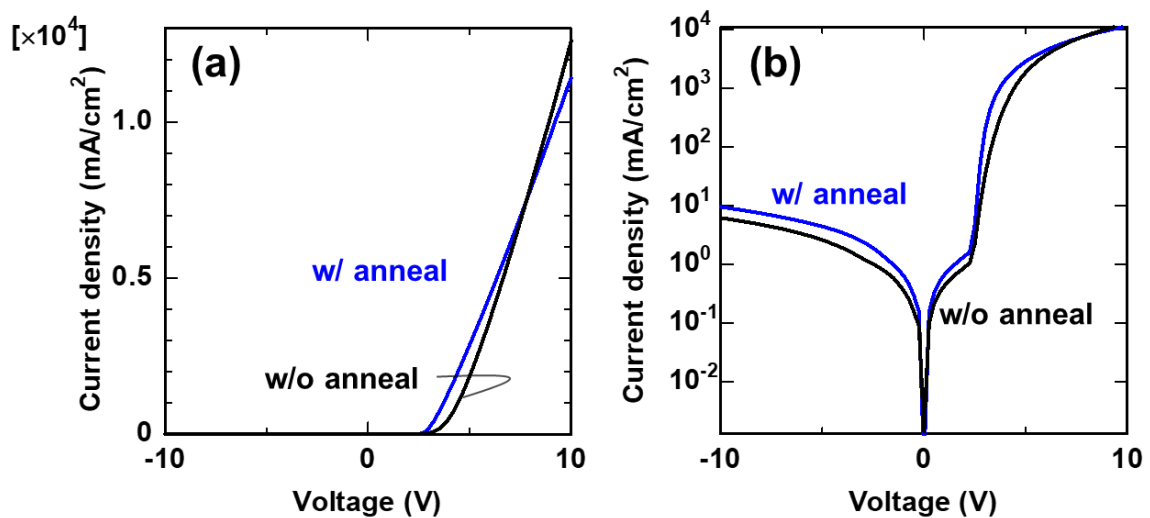 [×10⁴]
(a)
Current density (mA/cm²)
1.0
0.5
0
w/ anneal
w/o anneal
-10
0
10
Voltage (V)
(b)
Current density (mA/cm²)
10⁴
10³
10²
10¹
10⁰
10⁻¹
10⁻²
w/ anneal
w/o anneal
-10
0
10
Voltage (V)